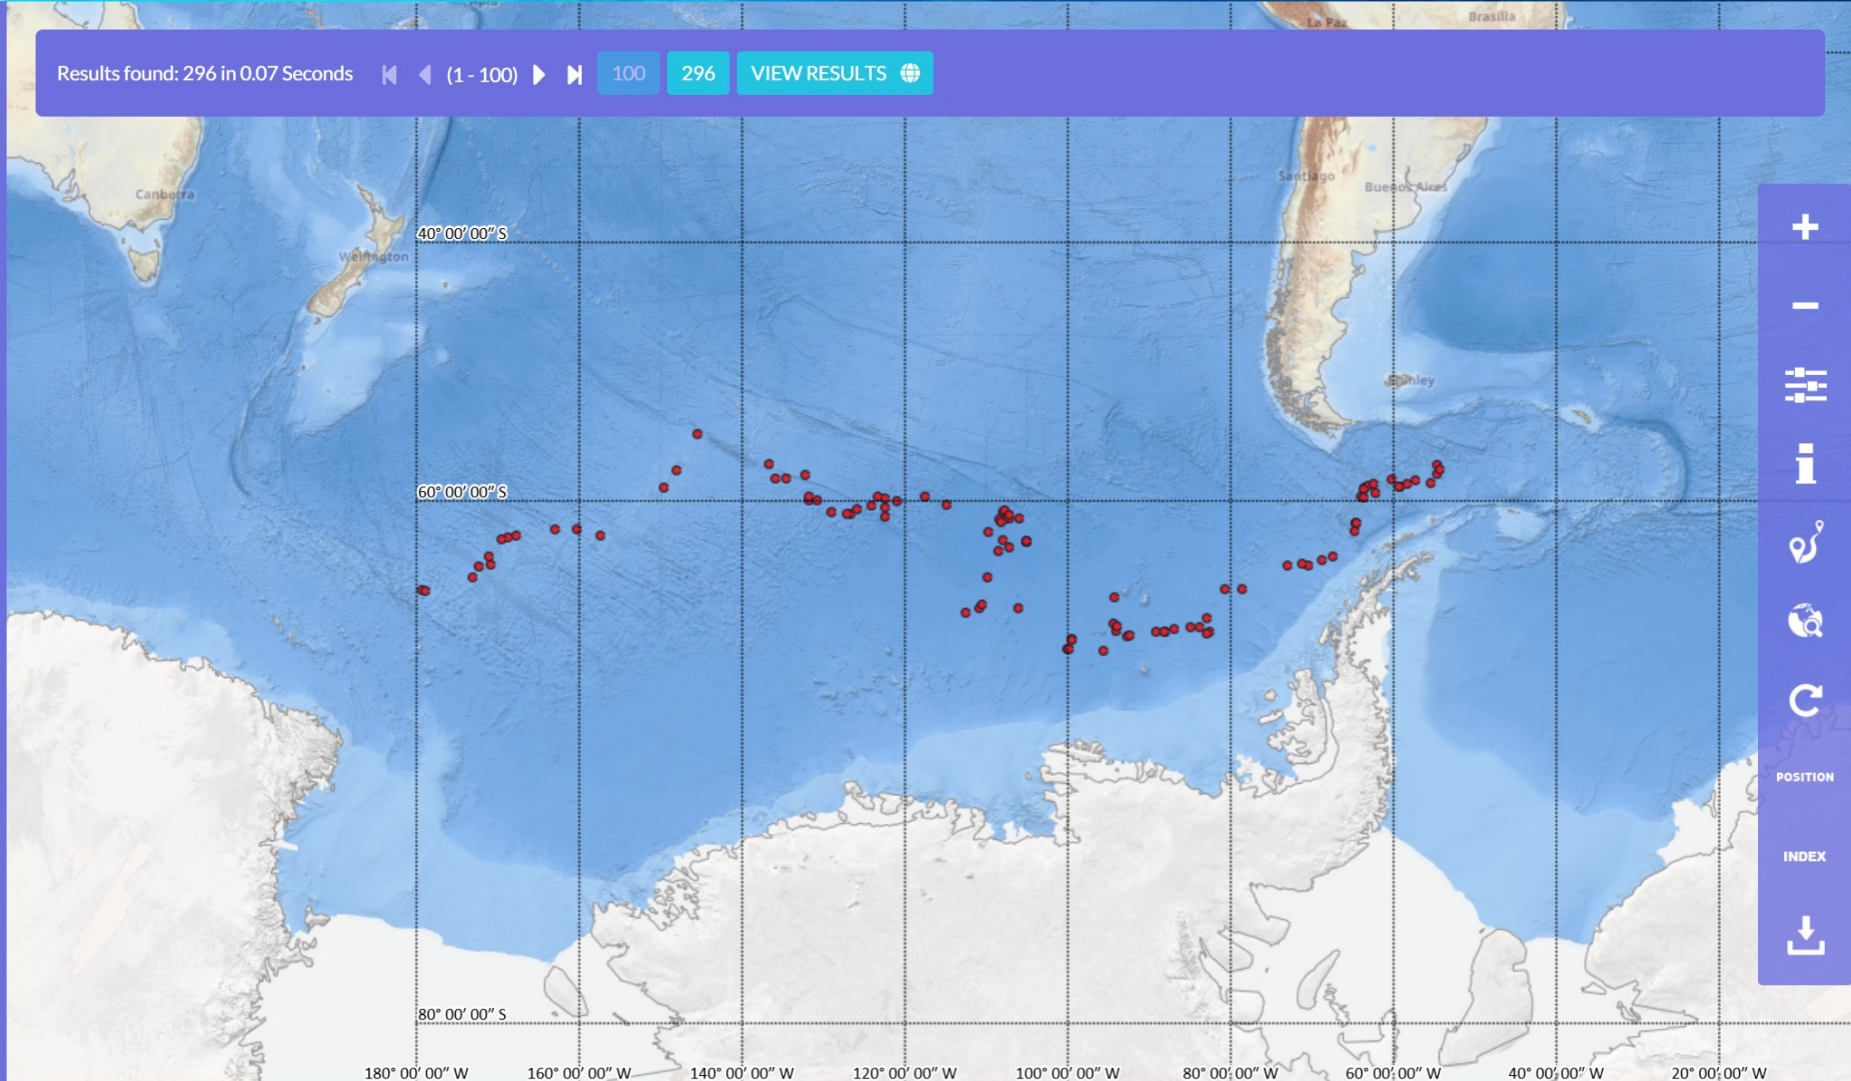 Apia
La Paz
Brasília
Results found: 296 in 0.07 Seconds (1 - 100) 100 296 VIEW RESULTS
Canberra
Santiago
Buenos Aires
40° 00′ 00″ S
Wellington
Stanley
60° 00′ 00″ S
POSITION
INDEX
80° 00′ 00″ S
180° 00′ 00″ W 160° 00′ 00″ W 140° 00′ 00″ W 120° 00′ 00″ W 100° 00′ 00″ W 80° 00′ 00″ W 60° 00′ 00″ W 40° 00′ 00″ W 20° 00′ 00″ W